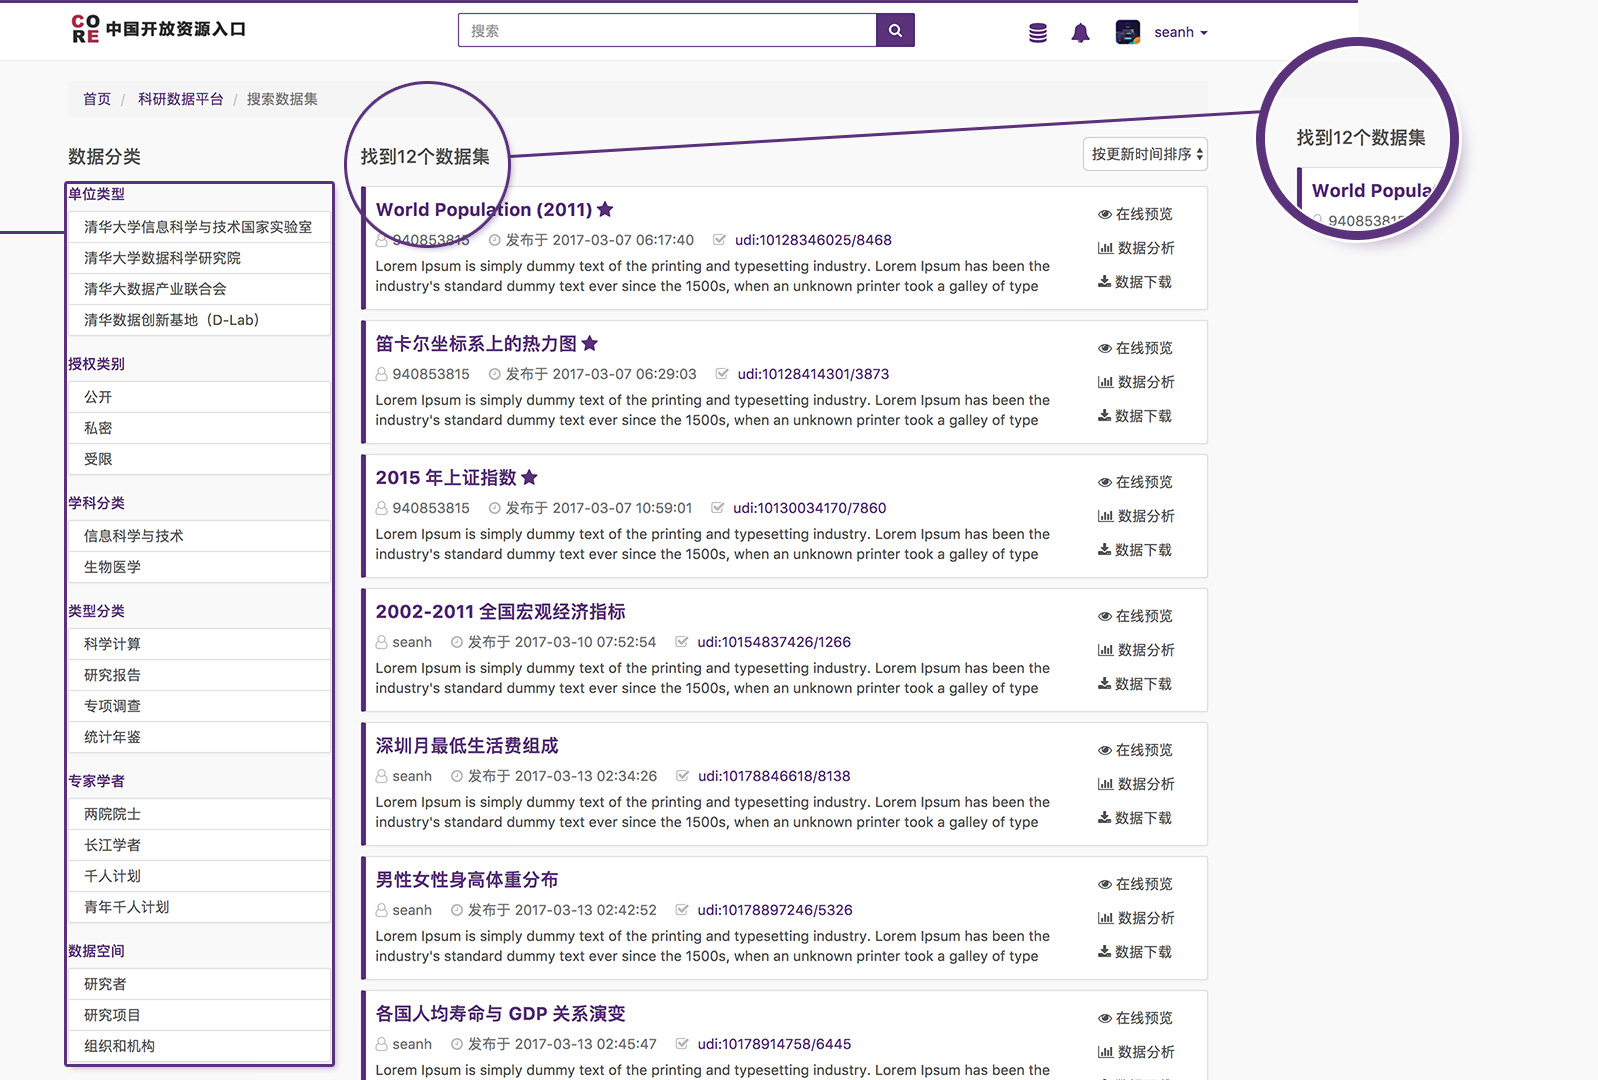 CORE 中国开放资源入口
搜索
seanh
首页 / 科研数据平台 / 搜索数据集
数据分类
单位类型
清华大学信息科学与技术国家实验室
清华大学数据科学研究院
清华大数据产业联合会
清华数据创新基地（D-Lab）
授权类别
公开
私密
受限
学科分类
信息科学与技术
生物医学
类型分类
科学计算
研究报告
专项调查
统计年鉴
专家学者
两院院士
长江学者
千人计划
青年千人计划
数据空间
研究者
研究项目
组织和机构
找到12个数据集
按更新时间排序
World Population (2011)
940853815 发布于 2017-03-07 06:17:40 udi:10128346025/8468
Lorem Ipsum is simply dummy text of the printing and typesetting industry. Lorem Ipsum has been the
industry's standard dummy text ever since the 1500s, when an unknown printer took a galley of type
在线预览
数据分析
数据下载
笛卡尔坐标系上的热力图
940853815 发布于 2017-03-07 06:29:03 udi:10128414301/3873
Lorem Ipsum is simply dummy text of the printing and typesetting industry. Lorem Ipsum has been the
industry's standard dummy text ever since the 1500s, when an unknown printer took a galley of type
在线预览
数据分析
数据下载
2015 年上证指数
940853815 发布于 2017-03-07 10:59:01 udi:10130034170/7860
Lorem Ipsum is simply dummy text of the printing and typesetting industry. Lorem Ipsum has been the
industry's standard dummy text ever since the 1500s, when an unknown printer took a galley of type
在线预览
数据分析
数据下载
2002-2011 全国宏观经济指标
seanh 发布于 2017-03-10 07:52:54 udi:10154837426/1266
Lorem Ipsum is simply dummy text of the printing and typesetting industry. Lorem Ipsum has been the
industry's standard dummy text ever since the 1500s, when an unknown printer took a galley of type
在线预览
数据分析
数据下载
深圳月最低生活费组成
seanh 发布于 2017-03-13 02:34:26 udi:10178846618/8138
Lorem Ipsum is simply dummy text of the printing and typesetting industry. Lorem Ipsum has been the
industry's standard dummy text ever since the 1500s, when an unknown printer took a galley of type
在线预览
数据分析
数据下载
男性女性身高体重分布
seanh 发布于 2017-03-13 02:42:52 udi:10178897246/5326
Lorem Ipsum is simply dummy text of the printing and typesetting industry. Lorem Ipsum has been the
industry's standard dummy text ever since the 1500s, when an unknown printer took a galley of type
在线预览
数据分析
数据下载
各国人均寿命与 GDP 关系演变
seanh 发布于 2017-03-13 02:45:47 udi:10178914758/6445
Lorem Ipsum is simply dummy text of the printing and typesetting industry. Lorem Ipsum has been the
在线预览
数据分析
找到12个数据集
World Popula
94085381